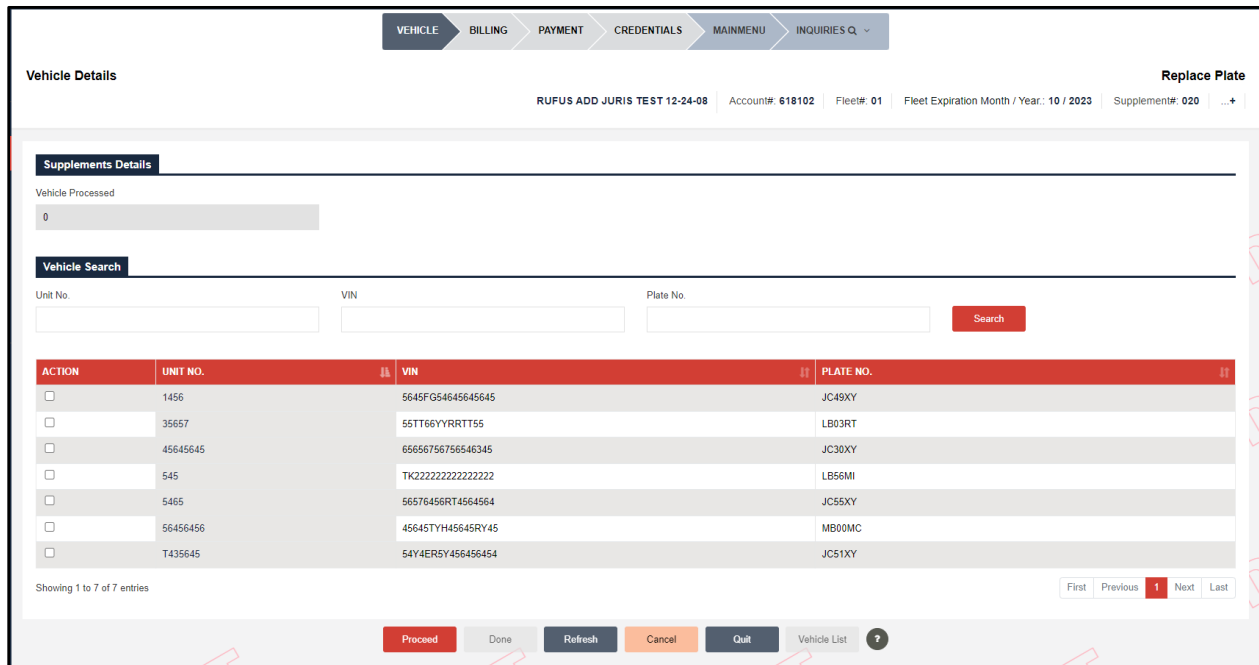 VEHICLE BILLING PAYMENT CREDENTIALS MAINMENU INQUIRIES
Vehicle Details Replace Plate
RUFUS ADD JURIS TEST 12-24-08 Account#: 618102 Fleet#: 01 Fleet Expiration Month / Year.: 10 / 2023 Supplement#: 020 ...+
Supplements Details
Vehicle Processed
0
Vehicle Search
Unit No. VIN Plate No.
Search
ACTION UNIT NO. VIN PLATE NO.
1456 5645FG54645645645 JC49XY
35657 55TT66YYRRTT55 LB03RT
45645645 65656756756546345 JC30XY
545 TK222222222222222 LB56MI
5465 56576456RT4564564 JC55XY
56456456 45645TYH45645RY45 MB00MC
T435645 54Y4ER5Y456456454 JC51XY
Showing 1 to 7 of 7 entries First Previous 1 Next Last
Proceed Done Refresh Cancel Quit Vehicle List ?